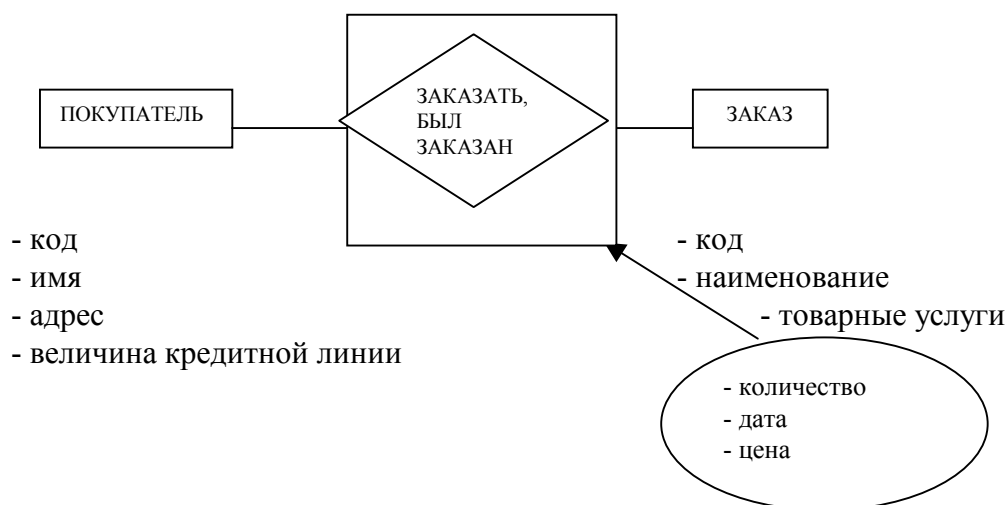 ПОКУПАТЕЛЬ
ЗАКАЗАТЬ,
БЫЛ
ЗАКАЗАН
ЗАКАЗ
- код
- имя
- адрес
- величина кредитной линии
- код
- наименование
- товарные услуги
- количество
- дата
- цена